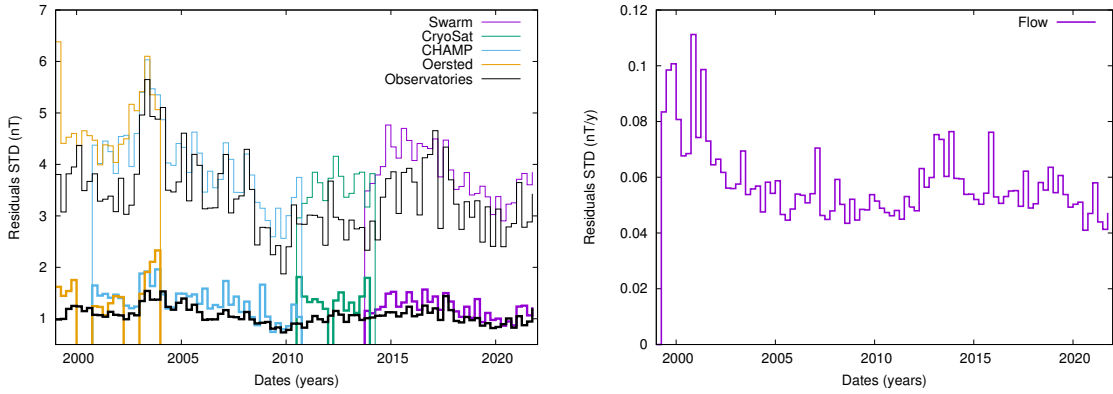 7
6
5
4
3
2
1
Residuals STD (nT)
2000
2005
2010
2015
2020
Dates (years)
Swarm
CryoSat
CHAMP
Oersted
Observatories
0.12
0.1
0.08
0.06
0.04
0.02
0
Residuals STD (nT/y)
2000
2005
2010
2015
2020
Dates (years)
Flow